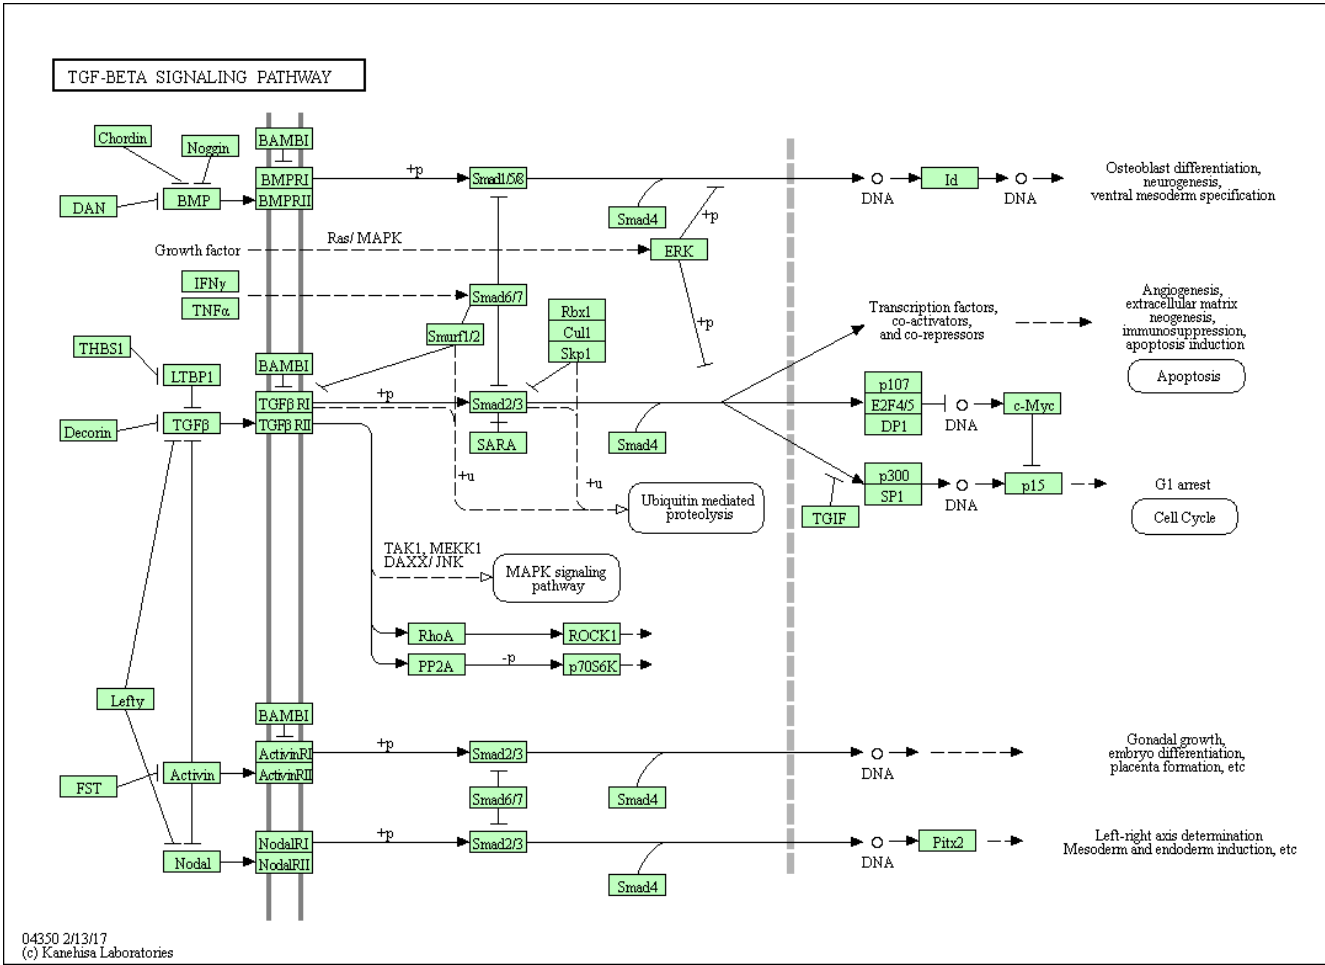 TGF-BETA SIGNALING PATHWAY
Chordin
Noggin
BAMBI
DAN
BMP
BMPRI
BMPRII
+p
Smad1/5/8
Smad4
+p
DNA
Id
DNA
Osteoblast differentiation,
neurogenesis,
ventral mesoderm specification
Growth factor
Ras/ MAPK
ERK
IFNγ
TNFα
Smad6/7
Smurf1/2
Rbx1
Cul1
Skp1
+p
Transcription factors,
co-activators,
and co-repressors
Angiogenesis,
extracellular matrix
neogenesis,
immunosuppression,
apoptosis induction
Apoptosis
THBS1
LTBP1
BAMBI
Decorin
TGFβ
TGFβ RI
TGFβ RII
+p
Smad2/3
SARA
Smad4
p107
E2F4/5
DP1
DNA
c-Myc
p300
SP1
DNA
p15
TGIF
G1 arrest
Cell Cycle
+u
+u
Ubiquitin mediated
proteolysis
TAK1, MEKK1
DAXX/ JNK
MAPK signaling
pathway
RhoA
ROCK1
PP2A
-p
p70S6K
Lefty
BAMBI
FST
Activin
ActivinRI
ActivinRII
+p
Smad2/3
Smad4
DNA
Gonadal growth,
embryo differentiation,
placenta formation, etc
Smad6/7
Nodal
NodalRI
NodalRII
+p
Smad2/3
Smad4
DNA
Pitx2
Left-right axis determination
Mesoderm and endoderm induction, etc
04350 2/13/17
(c) Kanehisa Laboratories